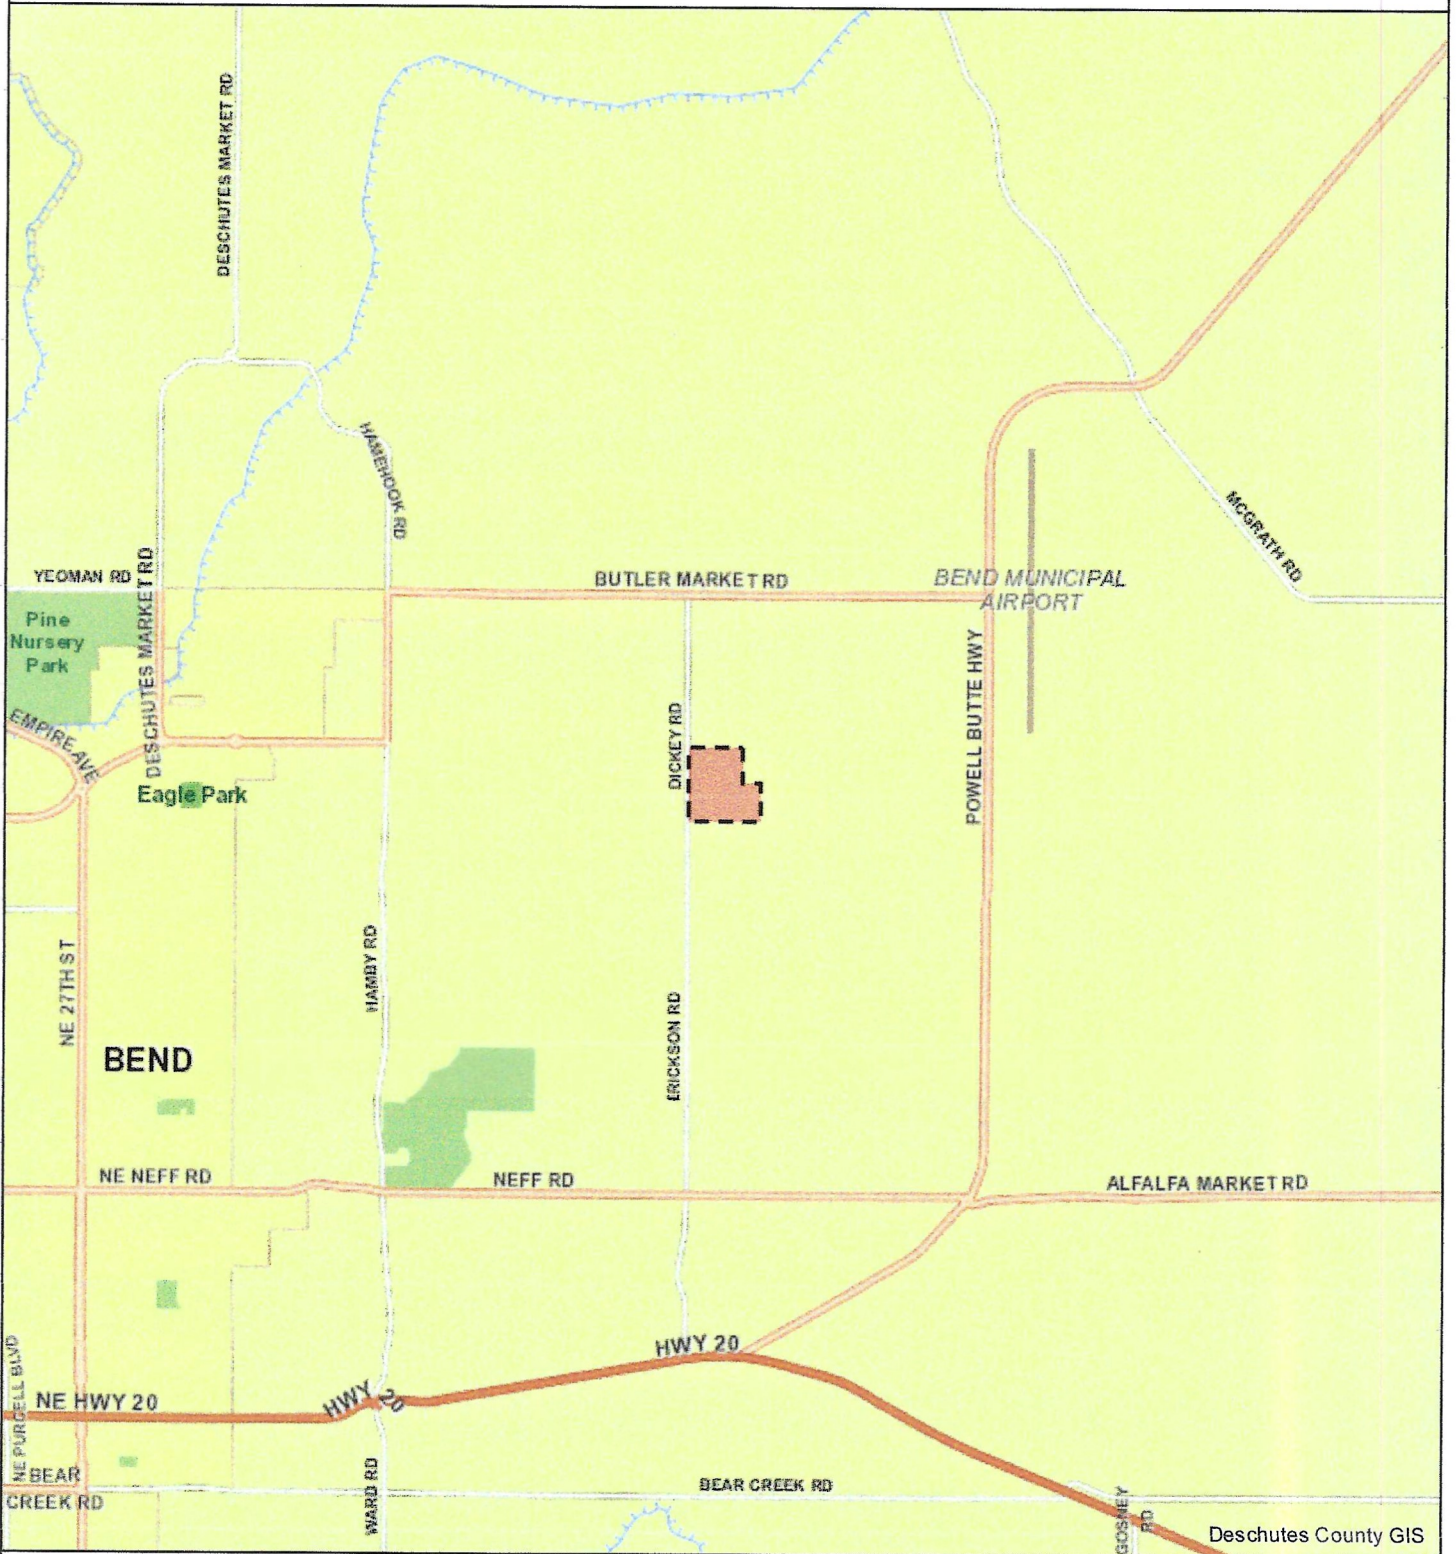 DESCHUTES MARKET RD
HAMEHOOK RD
MCGRATH RD
YEOMAN RD
DESCHUTES MARKET RD
BUTLER MARKET RD
BEND MUNICIPAL
AIRPORT
Pine
Nursery
Park
POWELL BUTTE HWY
DICKEY RD
EMPIRE AVE
Eagle Park
NE 27TH ST
HAMBY RD
ERICKSON RD
BEND
NE NEFF RD
NEFF RD
ALFALFA MARKET RD
HWY 20
NE PURCELL BLVD
NE HWY 20
HWY 20
BEAR
CREEK RD
WARD RD
BEAR CREEK RD
GOSNEY
RD
Deschutes County GIS